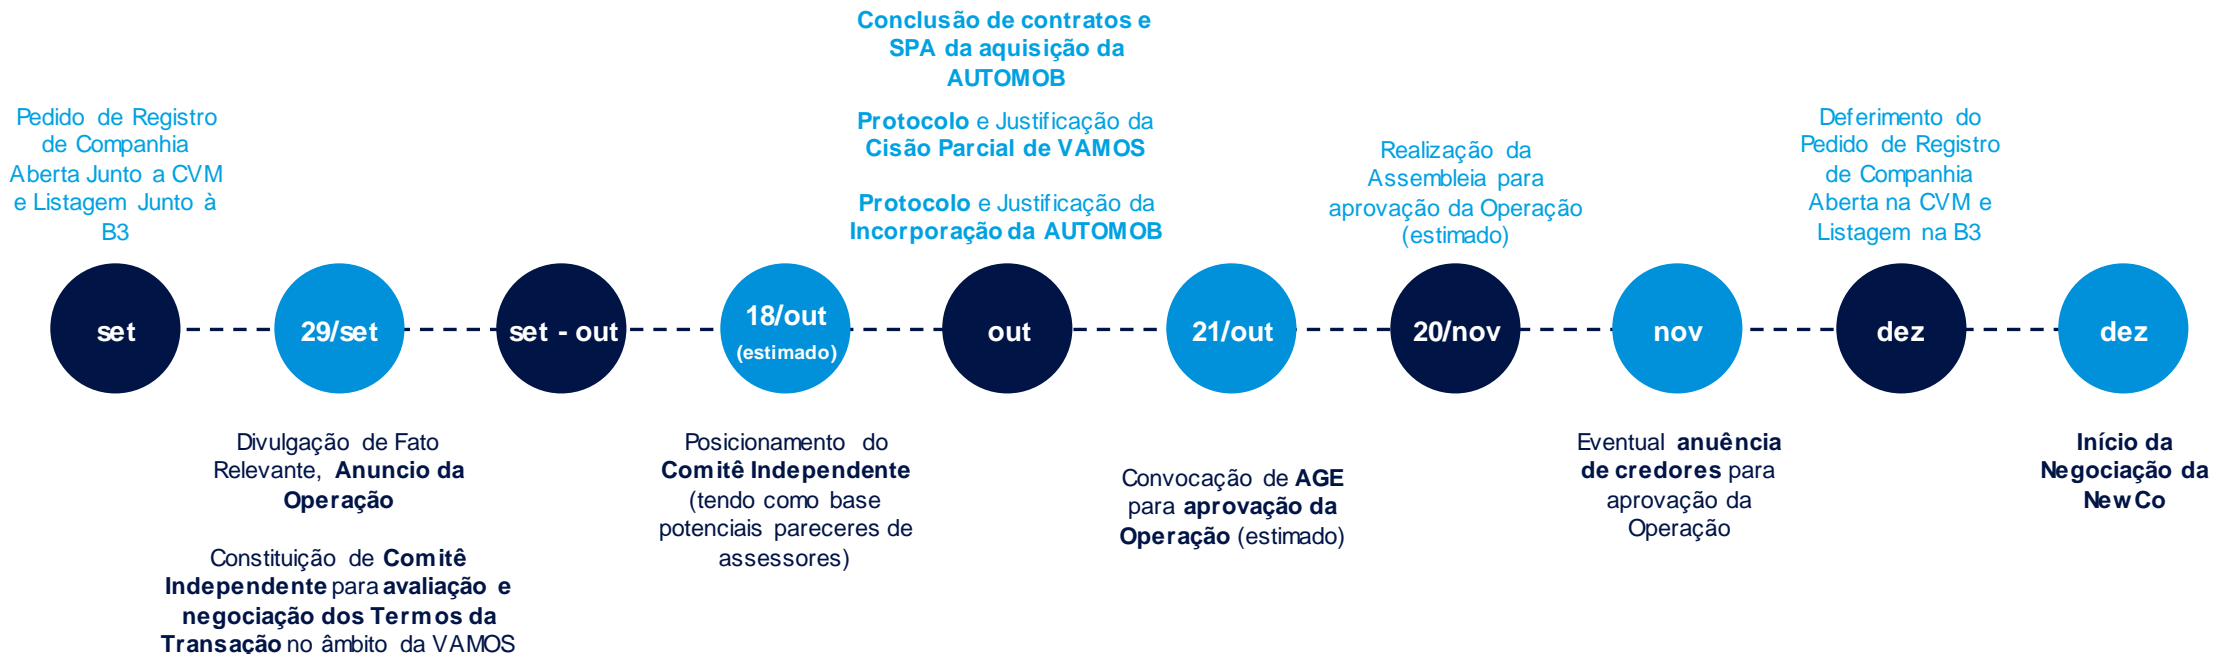 Conclusão de contratos e
SPA da aquisição da
AUTOMOB
Pedido de Registro
de Companhia
Aberta Junto a CVM
e Listagem Junto à
B3
Protocolo e Justificação da
Cisão Parcial de VAMOS
Protocolo e Justificação da
Incorporação da AUTOMOB
Realização da
Assembleia para
aprovação da Operação
(estimado)
Deferimento do
Pedido de Registro
de Companhia
Aberta na CVM e
Listagem na B3
set
29/set
set - out
18/out
(estimado)
out
21/out
20/nov
nov
dez
dez
Divulgação de Fato
Relevante, Anuncio da
Operação
Constituição de Comitê
Independente para avaliação e
negociação dos Termos da
Transação no âmbito da VAMOS
Posicionamento do
Comitê Independente
(tendo como base
potenciais pareceres de
assessores)
Convocação de AGE
para aprovação da
Operação (estimado)
Eventual anuência
de credores para
aprovação da
Operação
Início da
Negociação da
NewCo